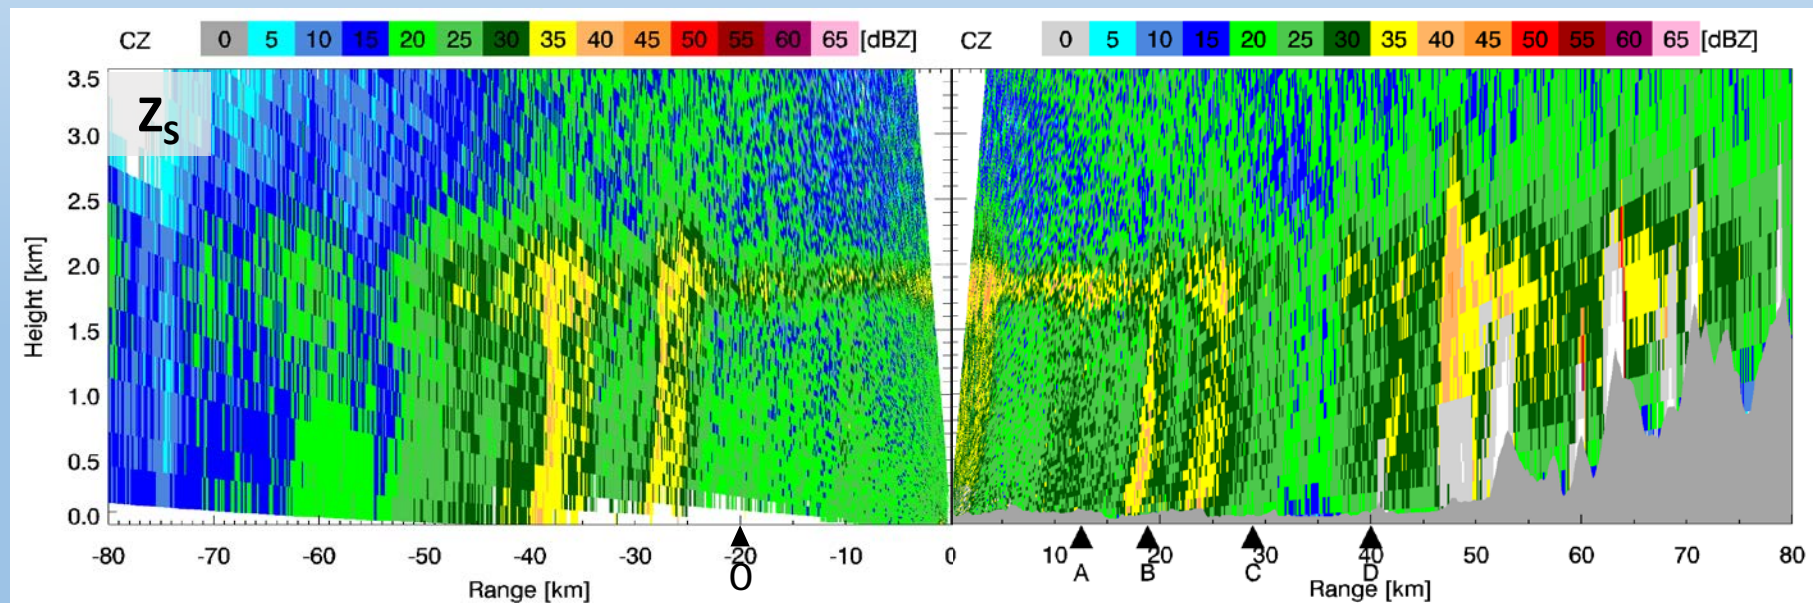 CZ 0 5 10 15 20 25 30 35 40 45 50 55 60 65 [dBZ] CZ 0 5 10 15 20 25 30 35 40 45 50 55 60 65 [dBZ]
Zs
3.5
3.0
2.5
2.0
1.5
1.0
0.5
0.0
Height [km]
-80 -70 -60 -50 -40 -30 -20 -10 0 10 20 30 40 50 60 70 80
O A B C D
Range [km] Range [km]